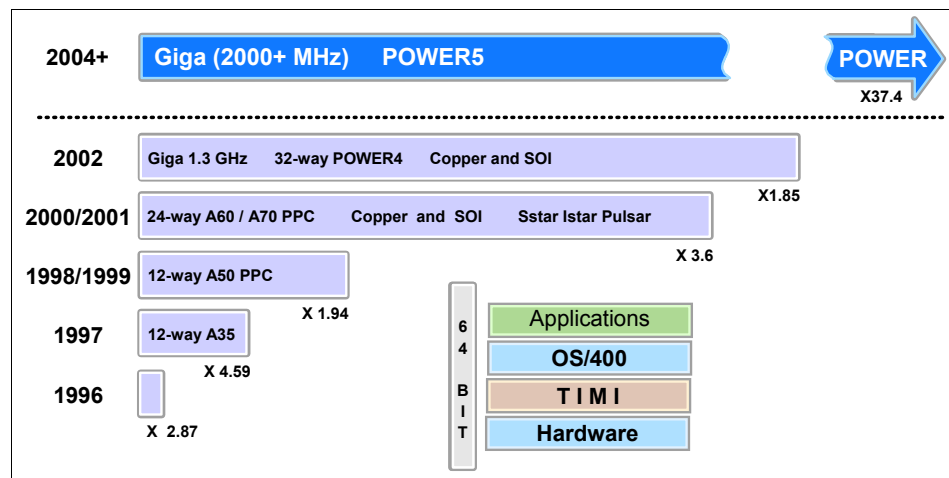 2004+ Giga (2000+ MHz) POWER5 POWER
X37.4
2002 Giga 1.3 GHz 32-way POWER4 Copper and SOI
X1.85
2000/2001 24-way A60 / A70 PPC Copper and SOI Sstar Istar Pulsar
X 3.6
1998/1999 12-way A50 PPC
X 1.94
1997 12-way A35
X 4.59
1996
X 2.87
64 BIT
Applications
OS/400
T I M I
Hardware